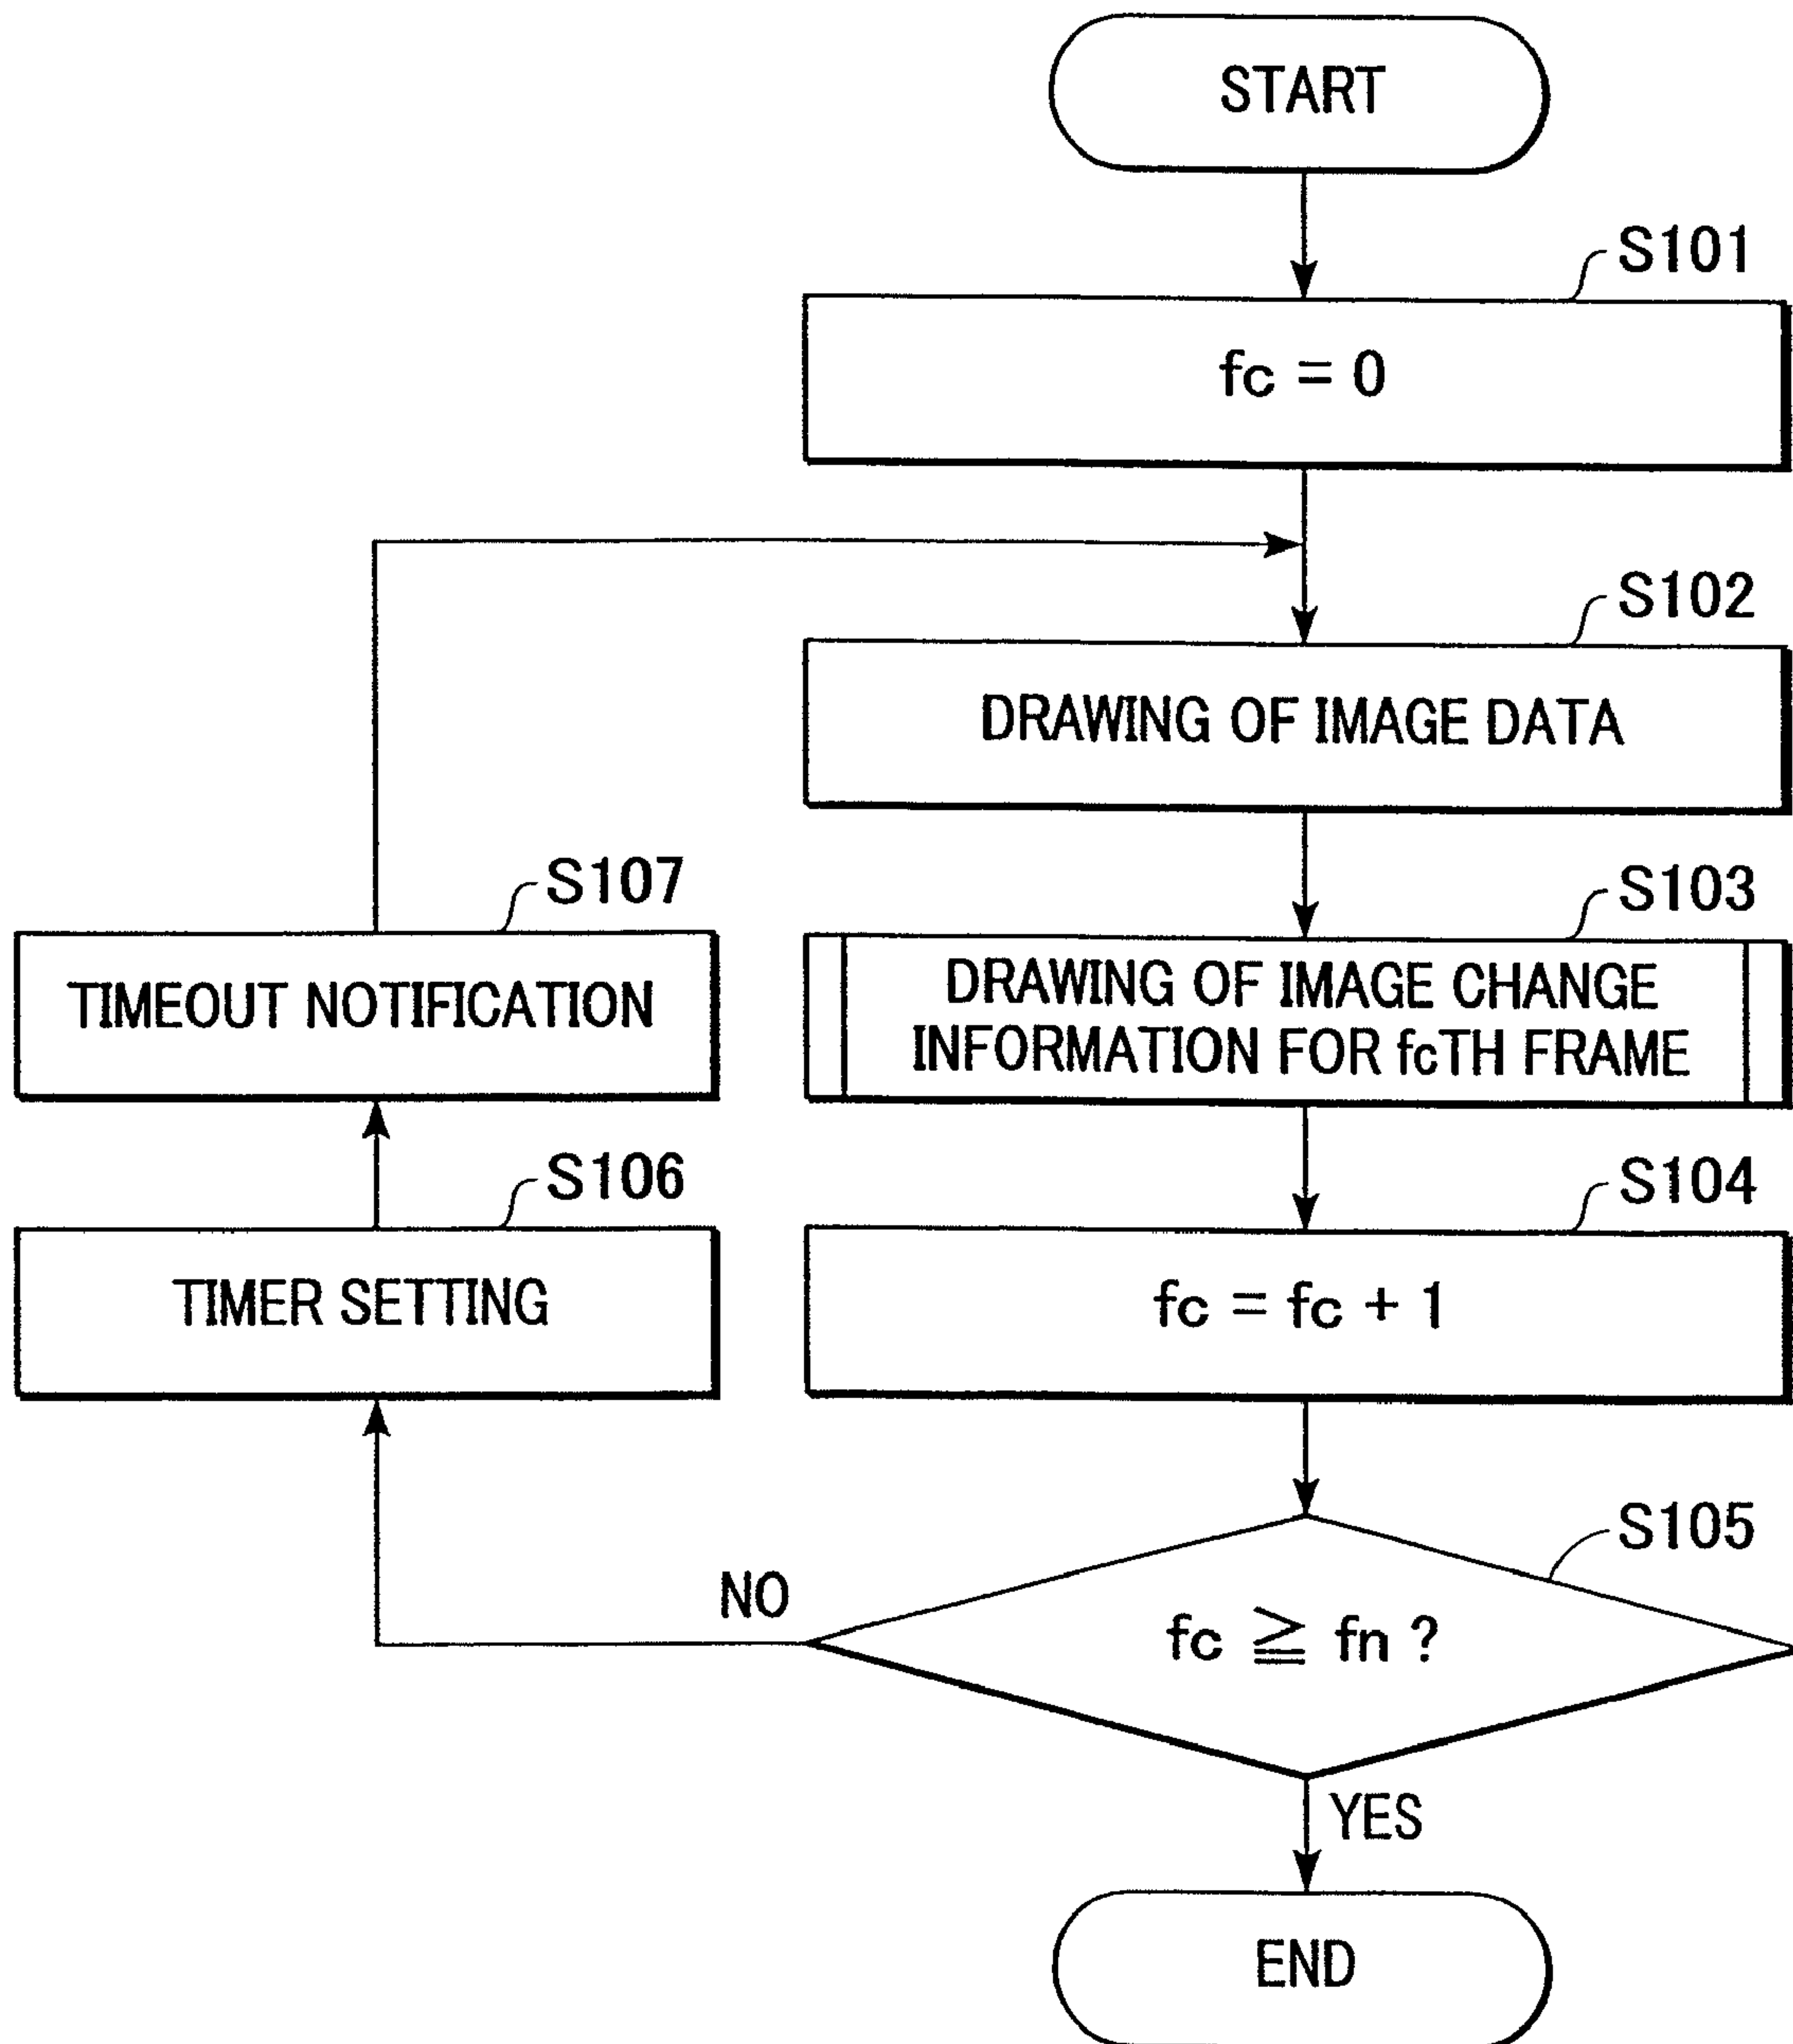 START
S101
fc = 0
S102
DRAWING OF IMAGE DATA
S107
TIMEOUT NOTIFICATION
S103
DRAWING OF IMAGE CHANGE
INFORMATION FOR fcTH FRAME
S106
TIMER SETTING
S104
fc = fc + 1
S105
fc ≧ fn ?
NO
YES
END